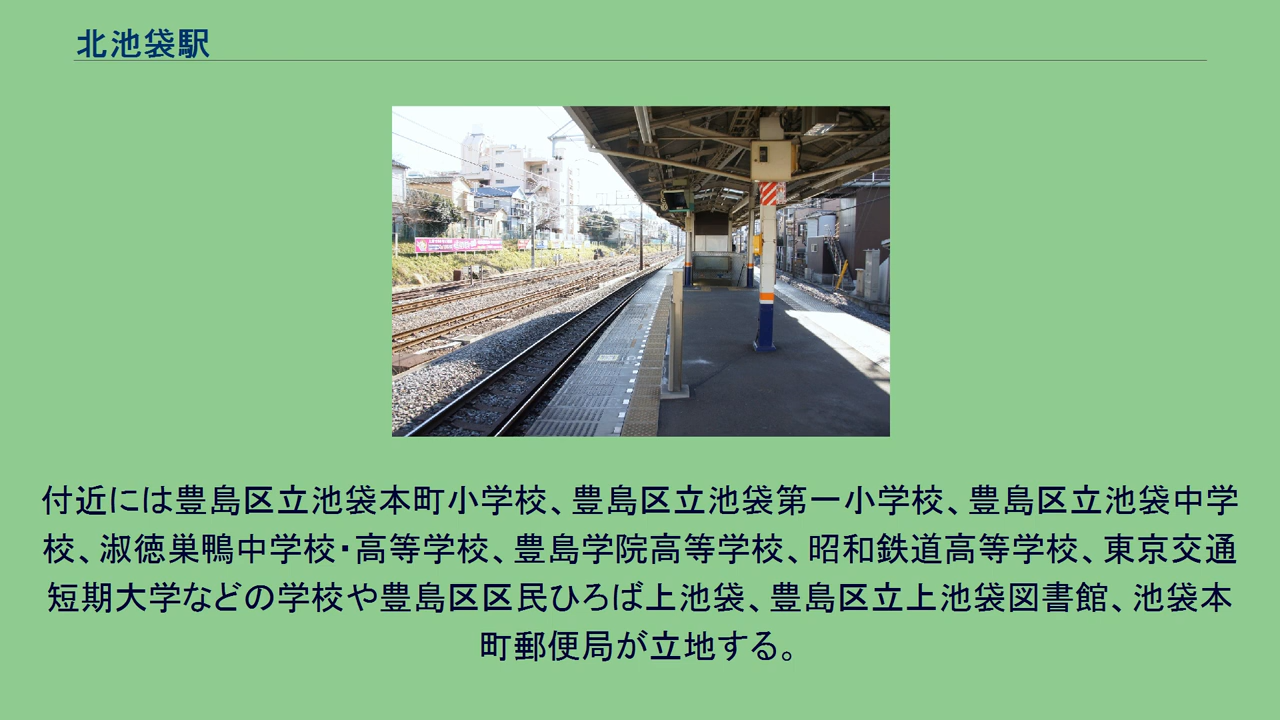 北池袋駅
付近には豊島区立池袋本町小学校、豊島区立池袋第一小学校、豊島区立池袋中学
校、淑徳巣鴨中学校・高等学校、豊島学院高等学校、昭和鉄道高等学校、東京交通
短期大学などの学校や豊島区区民ひろば上池袋、豊島区立上池袋図書館、池袋本
町郵便局が立地する。